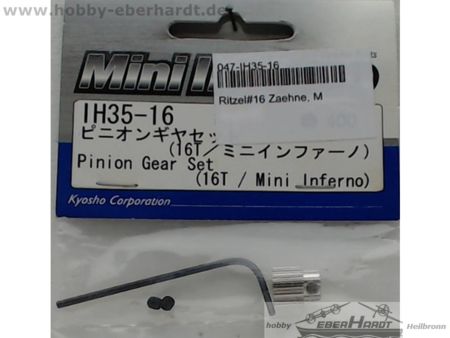 www.hobby-eberhardt.de
Mini
047-IH35-16
Ritzel#16 Zaehne, M
IH35-16
ピニオンギヤセッ
(16T／ミニインファーノ)
Pinion Gear Set
(16T / Mini Inferno)
Kyosho Corporation
hobby EBERHARDT Heilbronn